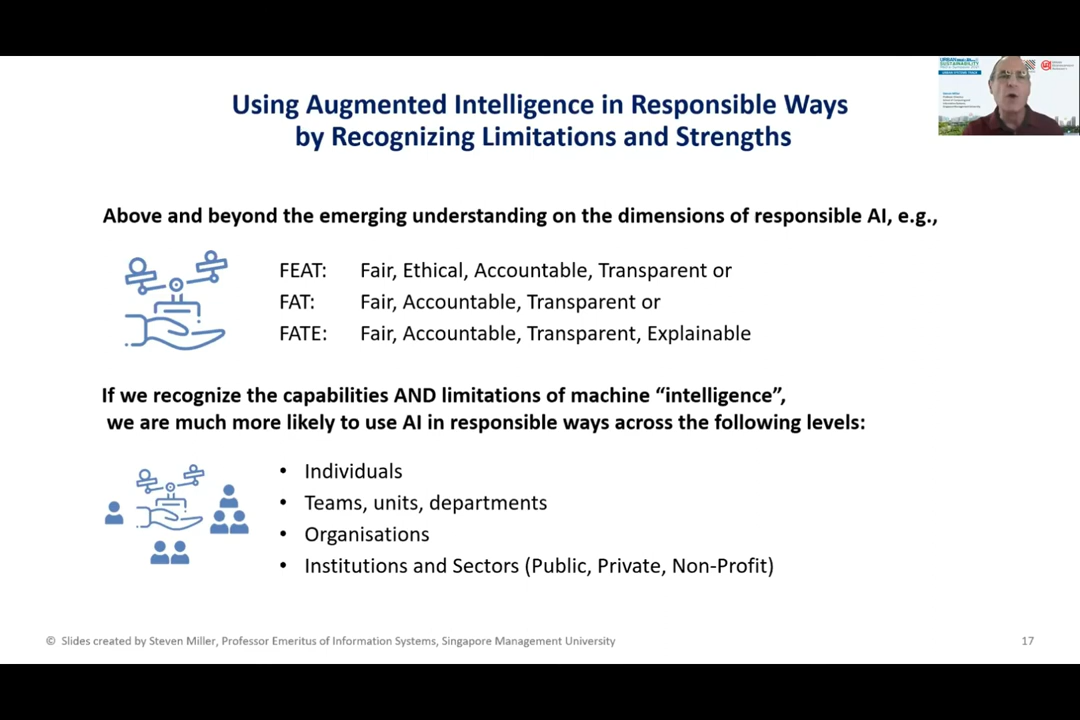 Using Augmented Intelligence in Responsible Ways
by Recognizing Limitations and Strengths
Above and beyond the emerging understanding on the dimensions of responsible AI, e.g.,
FEAT: Fair, Ethical, Accountable, Transparent or
FAT: Fair, Accountable, Transparent or
FATE: Fair, Accountable, Transparent, Explainable
If we recognize the capabilities AND limitations of machine “intelligence”,
we are much more likely to use AI in responsible ways across the following levels:
• Individuals
• Teams, units, departments
• Organisations
• Institutions and Sectors (Public, Private, Non-Profit)
© Slides created by Steven Miller, Professor Emeritus of Information Systems, Singapore Management University
17
SUSTAINABILITY